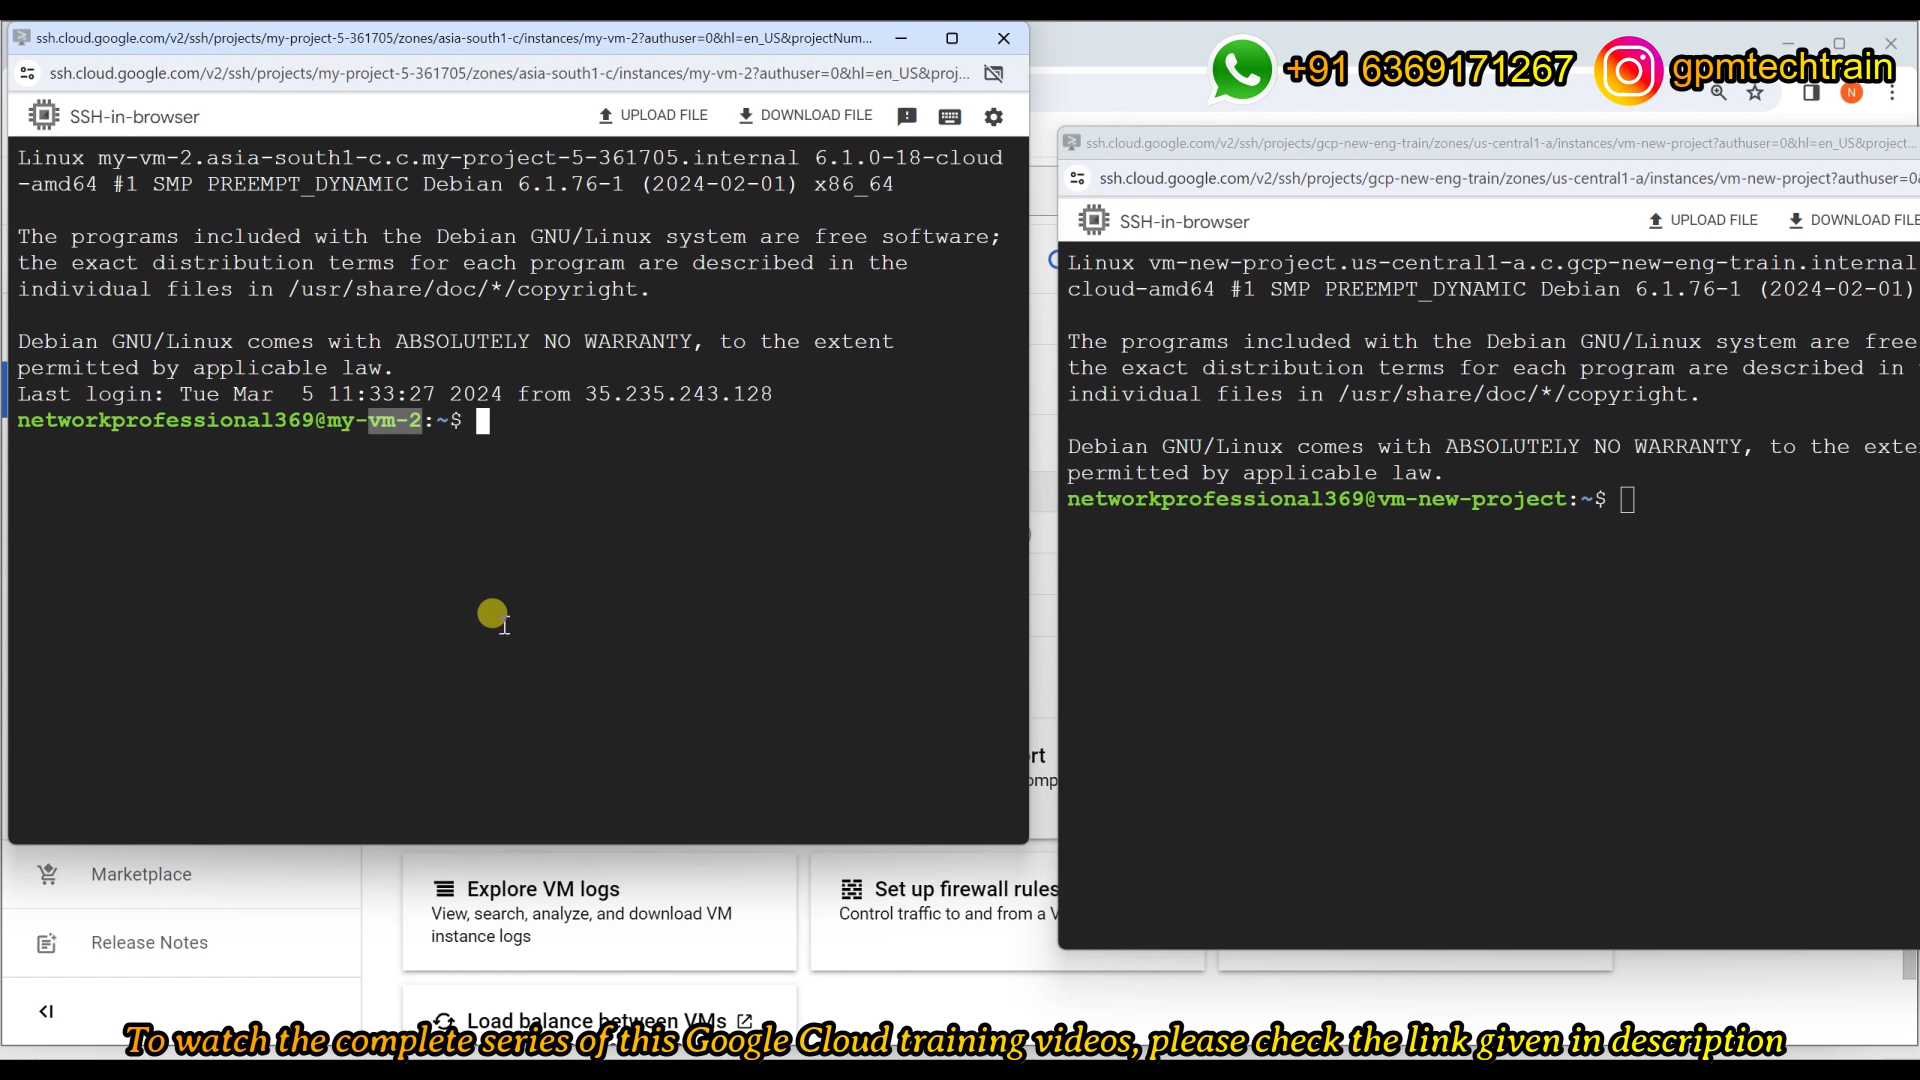 ssh.cloud.google.com/v2/ssh/projects/my-project-5-361705/zones/asia-south1-c/instances/my-vm-2?authuser=0&hl=en_US&projectNum...
ssh.cloud.google.com/v2/ssh/projects/my-project-5-361705/zones/asia-south1-c/instances/my-vm-2?authuser=0&hl=en_US&proj...
SSH-in-browser
UPLOAD FILE
DOWNLOAD FILE
Linux my-vm-2.asia-south1-c.c.my-project-5-361705.internal 6.1.0-18-cloud
-amd64 #1 SMP PREEMPT_DYNAMIC Debian 6.1.76-1 (2024-02-01) x86_64
The programs included with the Debian GNU/Linux system are free software;
the exact distribution terms for each program are described in the
individual files in /usr/share/doc/*/copyright.
Debian GNU/Linux comes with ABSOLUTELY NO WARRANTY, to the extent
permitted by applicable law.
Last login: Tue Mar  5 11:33:27 2024 from 35.235.243.128
networkprofessional369@my-vm-2:~$
+91 6369171267
gpmtechtrain
N
ssh.cloud.google.com/v2/ssh/projects/gcp-new-eng-train/zones/us-central1-a/instances/vm-new-project?authuser=0&hl=en_US&project...
ssh.cloud.google.com/v2/ssh/projects/gcp-new-eng-train/zones/us-central1-a/instances/vm-new-project?authuser=0&
SSH-in-browser
UPLOAD FILE
DOWNLOAD FILE
Linux vm-new-project.us-central1-a.c.gcp-new-eng-train.internal
cloud-amd64 #1 SMP PREEMPT_DYNAMIC Debian 6.1.76-1 (2024-02-01)
The programs included with the Debian GNU/Linux system are free
the exact distribution terms for each program are described in
individual files in /usr/share/doc/*/copyright.
Debian GNU/Linux comes with ABSOLUTELY NO WARRANTY, to the exte
permitted by applicable law.
networkprofessional369@vm-new-project:~$
rt
omp
Marketplace
Release Notes
Explore VM logs
View, search, analyze, and download VM
instance logs
Set up firewall rules
Control traffic to and from a V
Load balance between VMs
To watch the complete series of this Google Cloud training videos, please check the link given in description